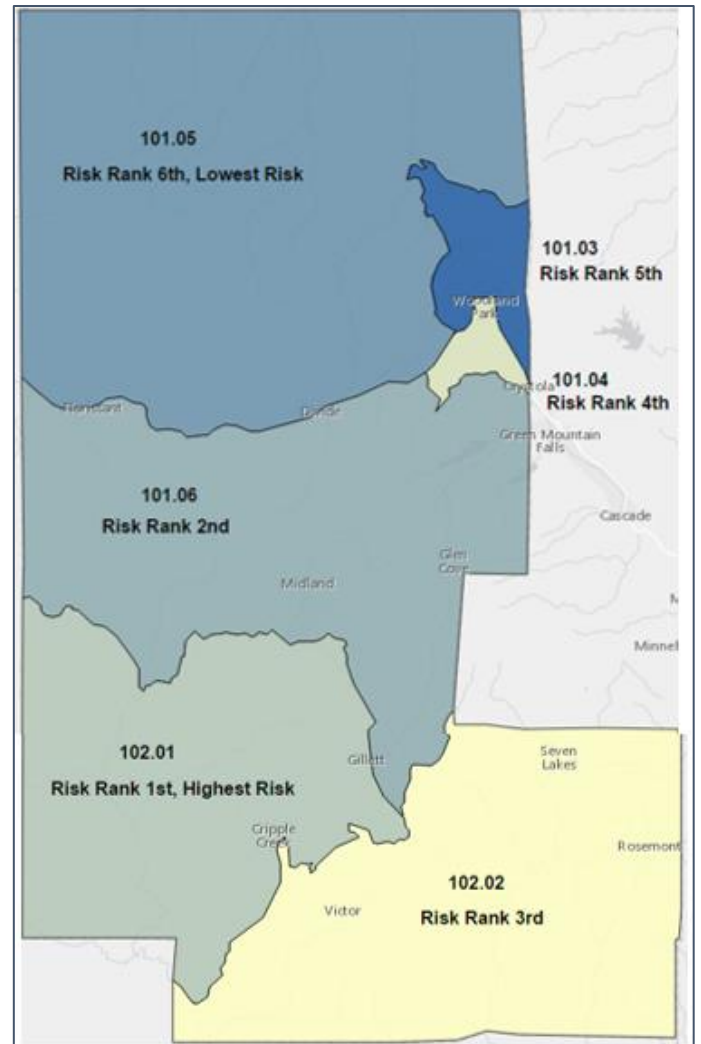 101.05
Risk Rank 6th, Lowest Risk
101.03
Risk Rank 5th
Woodland
Park
101.04
Crystola
Risk Rank 4th
Florissant
Divide
Green Mountain
Falls
101.06
Risk Rank 2nd
Cascade
Glen
Cove
Midland
M
Minnel
102.01
Risk Rank 1st, Highest Risk
Gillett
Seven
Lakes
Cripple
Creek
Rosemont
102.02
Risk Rank 3rd
Victor